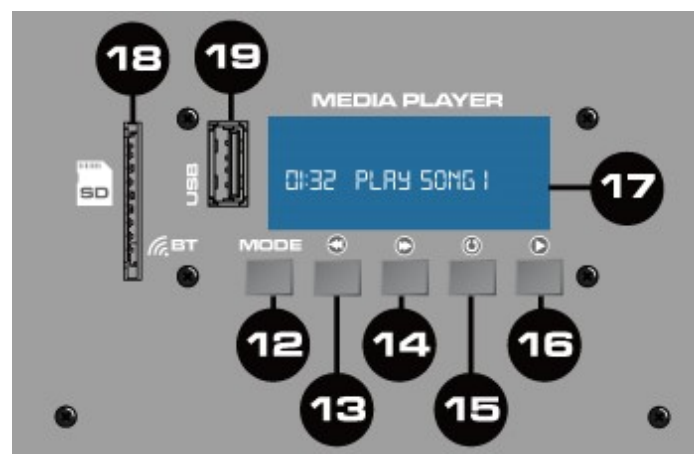 18
19
MEDIA PLAYER
SD
USB
01:32 PLAY SONG 1
17
BT
MODE
12
14
16
13
15